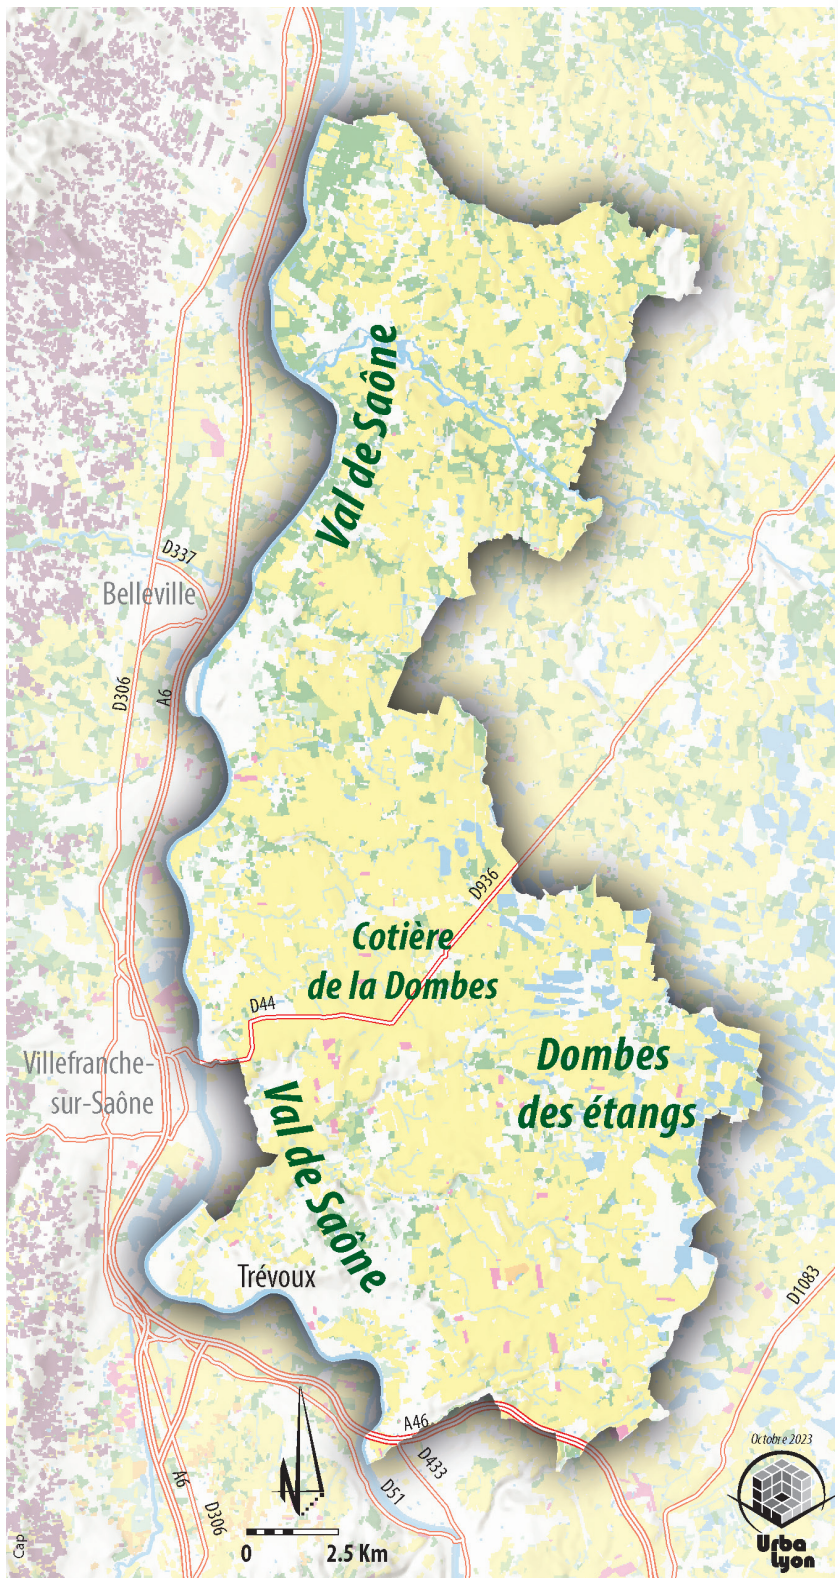 Val de Saône
D337
Belleville
D306
A6
D936
Cotière
de la Dombes
D44
Villefranche-
sur-Saône
Dombes
des étangs
Val de Saône
Trévoux
D1083
A46
D433
D51
A6
D306
Octobre 2023
Cap
0
2.5 Km
N
Urba
Lyon